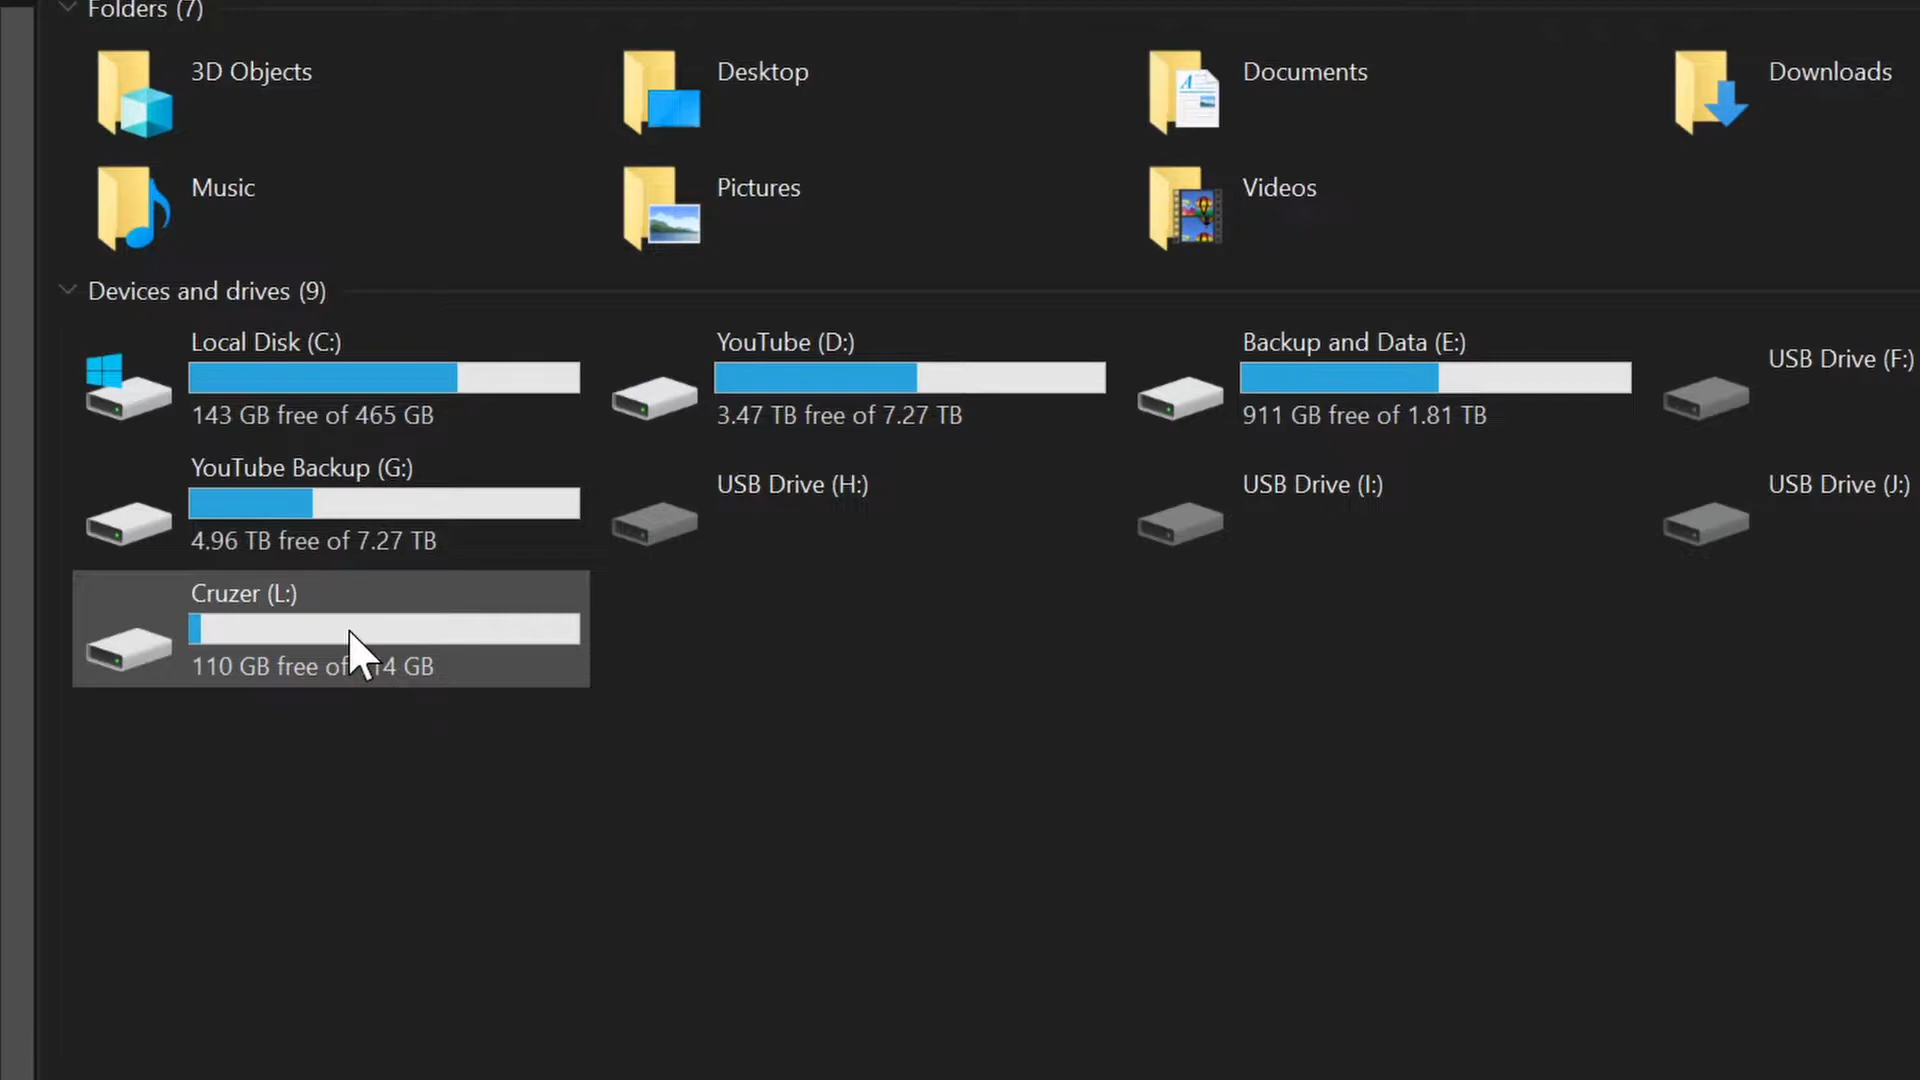 Folders (7)
3D Objects
Desktop
Documents
Downloads
Music
Pictures
Videos
Devices and drives (9)
Local Disk (C:)
143 GB free of 465 GB
YouTube (D:)
3.47 TB free of 7.27 TB
Backup and Data (E:)
911 GB free of 1.81 TB
USB Drive (F:)
YouTube Backup (G:)
4.96 TB free of 7.27 TB
USB Drive (H:)
USB Drive (I:)
USB Drive (J:)
Cruzer (L:)
110 GB free of GB